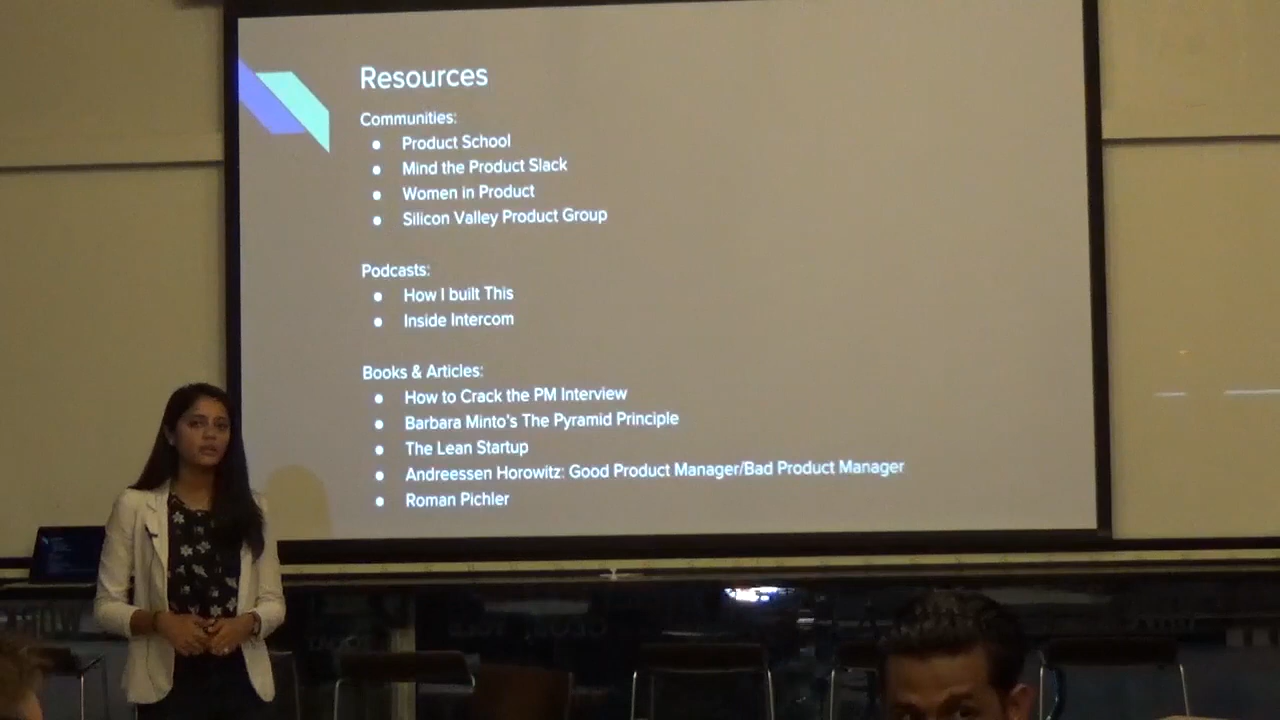 Resources
Communities:
● Product School
● Mind the Product Slack
● Women in Product
● Silicon Valley Product Group
Podcasts:
● How I built This
● Inside Intercom
Books & Articles:
● How to Crack the PM Interview
● Barbara Minto's The Pyramid Principle
● The Lean Startup
● Andreessen Horowitz: Good Product Manager/Bad Product Manager
● Roman Pichler